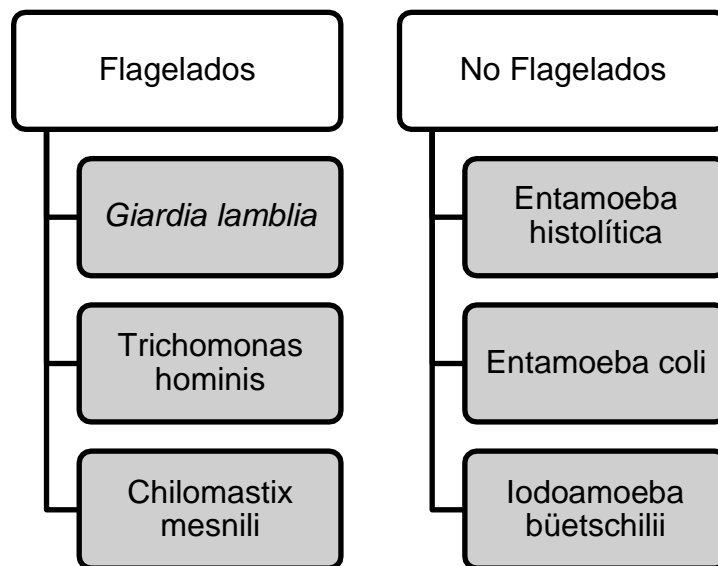 Flagelados
Giardia lamblia
Trichomonas
hominis
Chilomastix
mesnili
No Flagelados
Entamoeba
histolítica
Entamoeba coli
Iodoamoeba
büetschilii